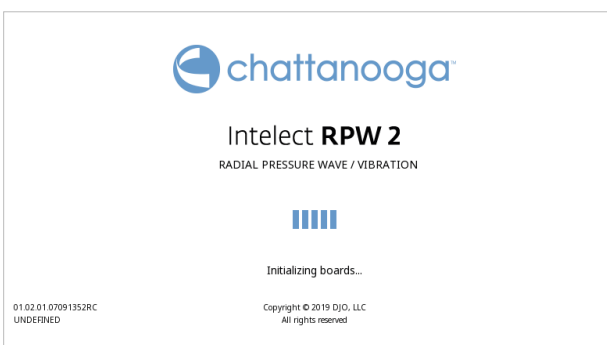 chattanooga™
Intelect RPW 2
RADIAL PRESSURE WAVE / VIBRATION
Initializing boards...
01.02.01.07091352RC
UNDEFINED
Copyright © 2019 DJO, LLC
All rights reserved